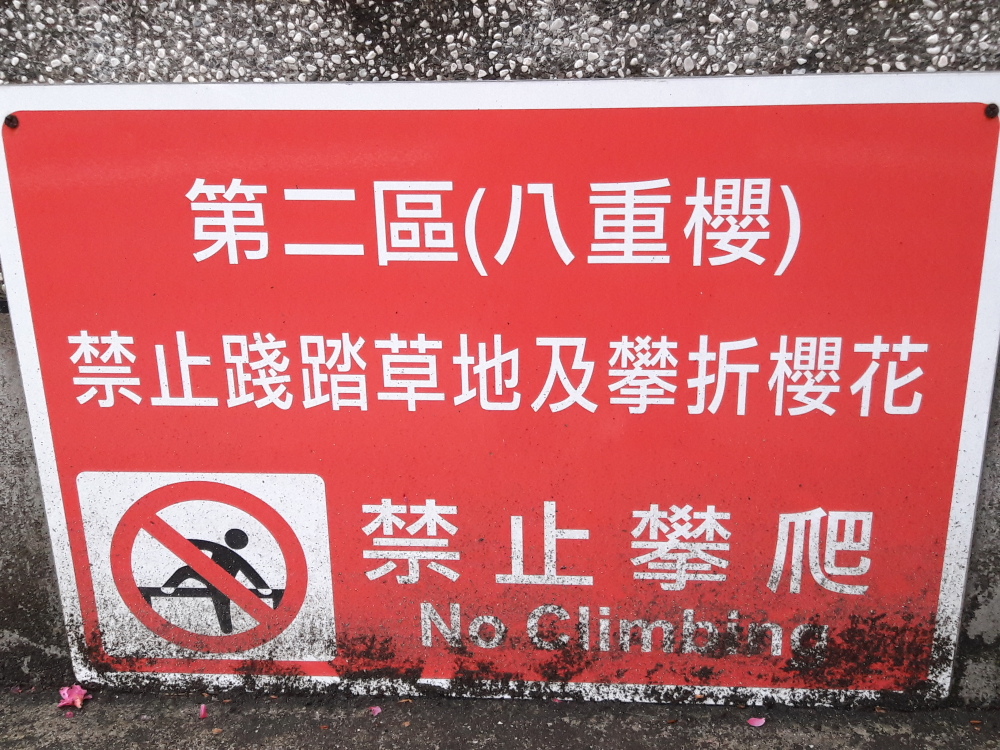 第二區(八重櫻)
禁止踐踏草地及攀折櫻花
禁止攀爬
No Climbing